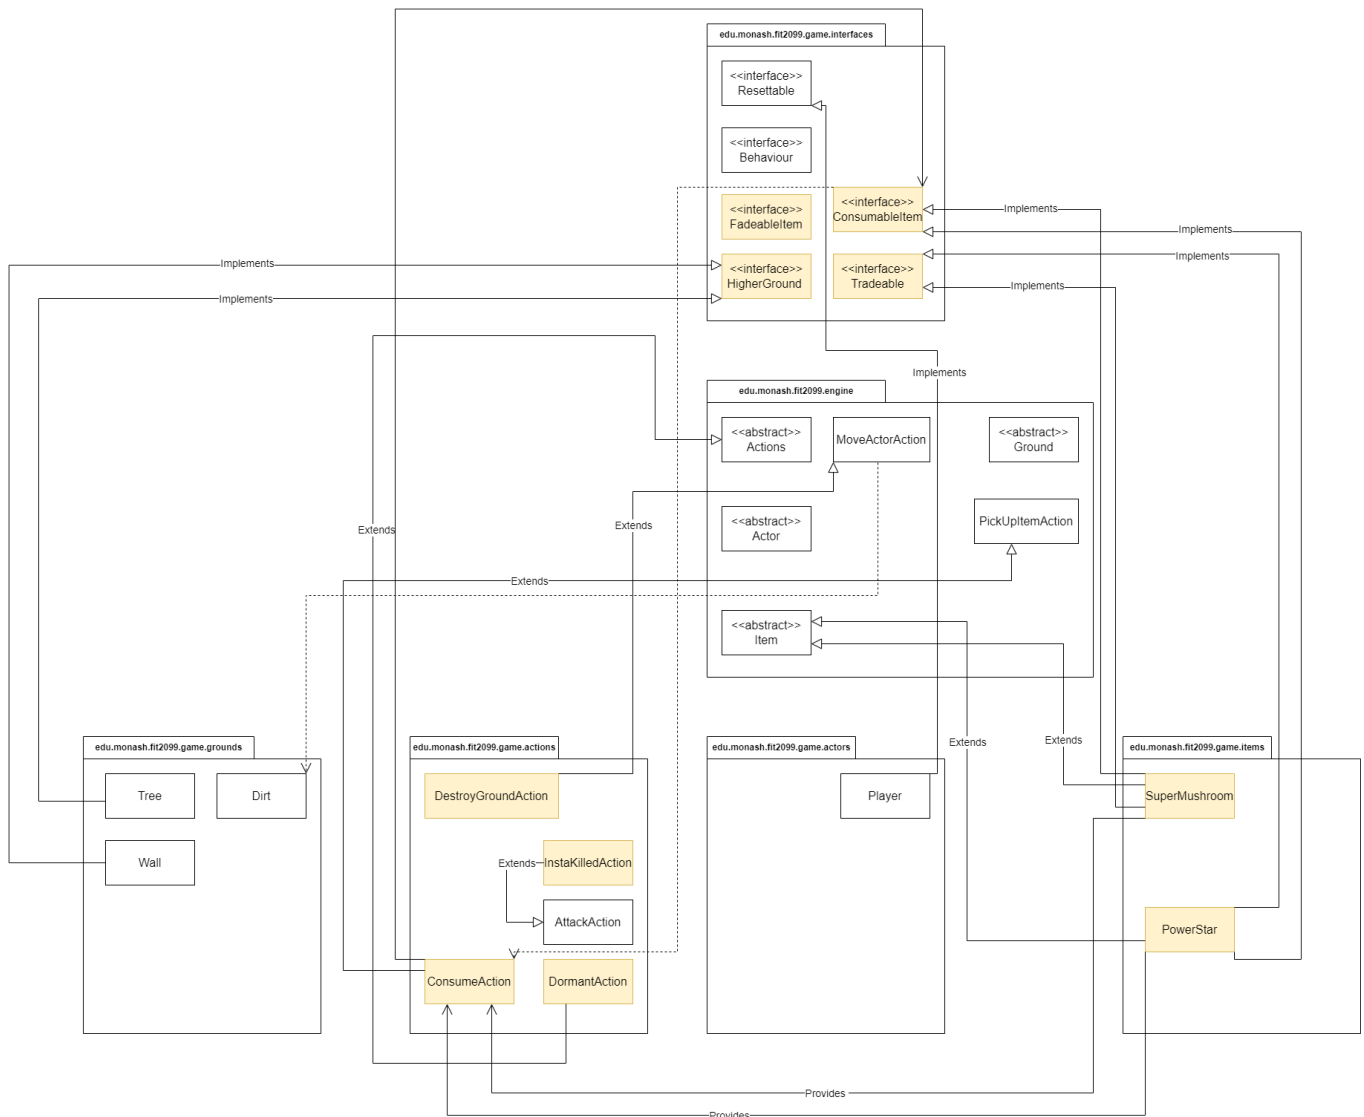 edu.monash.fit2099.game.interfaces
<<interface>>
Resettable
<<interface>>
Behaviour
<<interface>>
FadeableItem
<<interface>>
ConsumableItem
Implements
Implements
<<interface>>
HigherGround
<<interface>>
Tradeable
Implements
Implements
Implements
Implements
Implements
edu.monash.fit2099.engine
<<abstract>>
Actions
MoveActorAction
<<abstract>>
Ground
<<abstract>>
Actor
PickUpItemAction
Extends
Extends
Extends
<<abstract>>
Item
Extends
Extends
edu.monash.fit2099.game.grounds
Tree
Dirt
Wall
edu.monash.fit2099.game.actions
DestroyGroundAction
InstaKilledAction
Extends
AttackAction
ConsumeAction
DormantAction
edu.monash.fit2099.game.actors
Player
edu.monash.fit2099.game.items
SuperMushroom
PowerStar
Provides
Provides